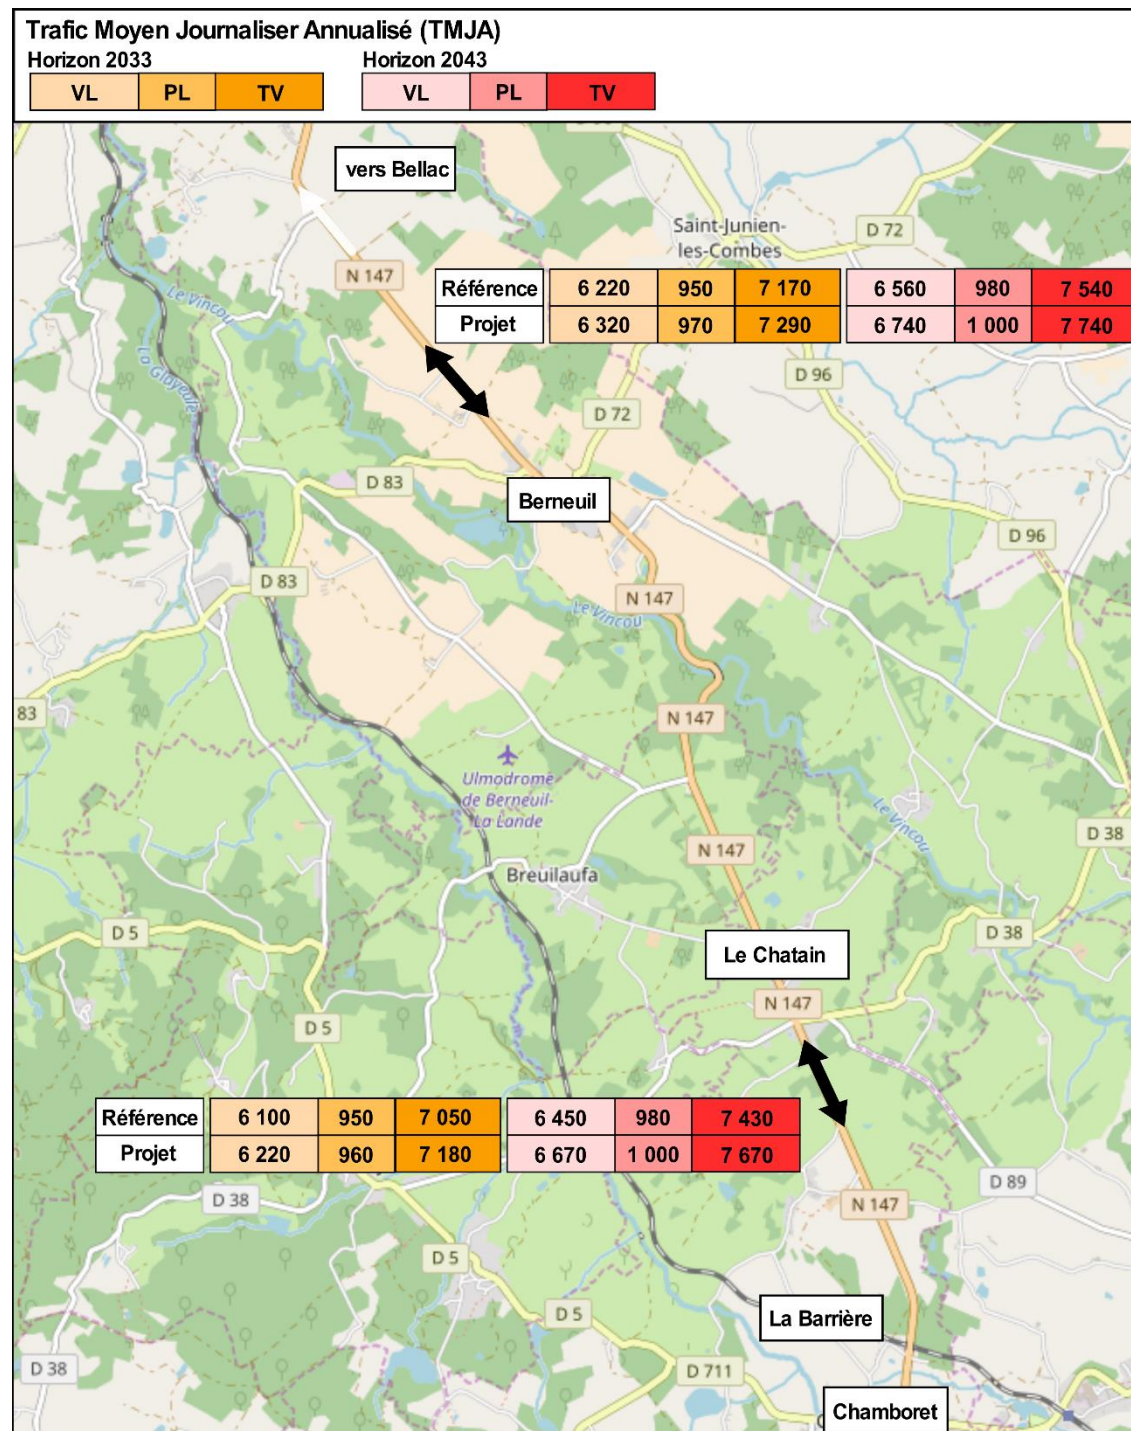 Trafic Moyen Journaliser Annualisé (TMJA)
Horizon 2033 Horizon 2043
VL PL TV VL PL TV
vers Bellac
Saint-Junien-
les-Combes
D 72
N 147
Le Vincou
La Glayeule
Référence 6 220 950 7 170 6 560 980 7 540
Projet 6 320 970 7 290 6 740 1 000 7 740
D 96
D 72
D 83
Berneuil
D 96
D 83
N 147
Le Vincou
83
N 147
Ulmodrome
de Berneuil-
La Lande
Le Vincou
D 38
N 147
Breuilaufa
D 5
D 38
Le Chatain
N 147
D 5
Référence 6 100 950 7 050 6 450 980 7 430
Projet 6 220 960 7 180 6 670 1 000 7 670
D 89
D 38
N 147
D 5
D 5
La Barrière
D 38
D 711
Chamboret